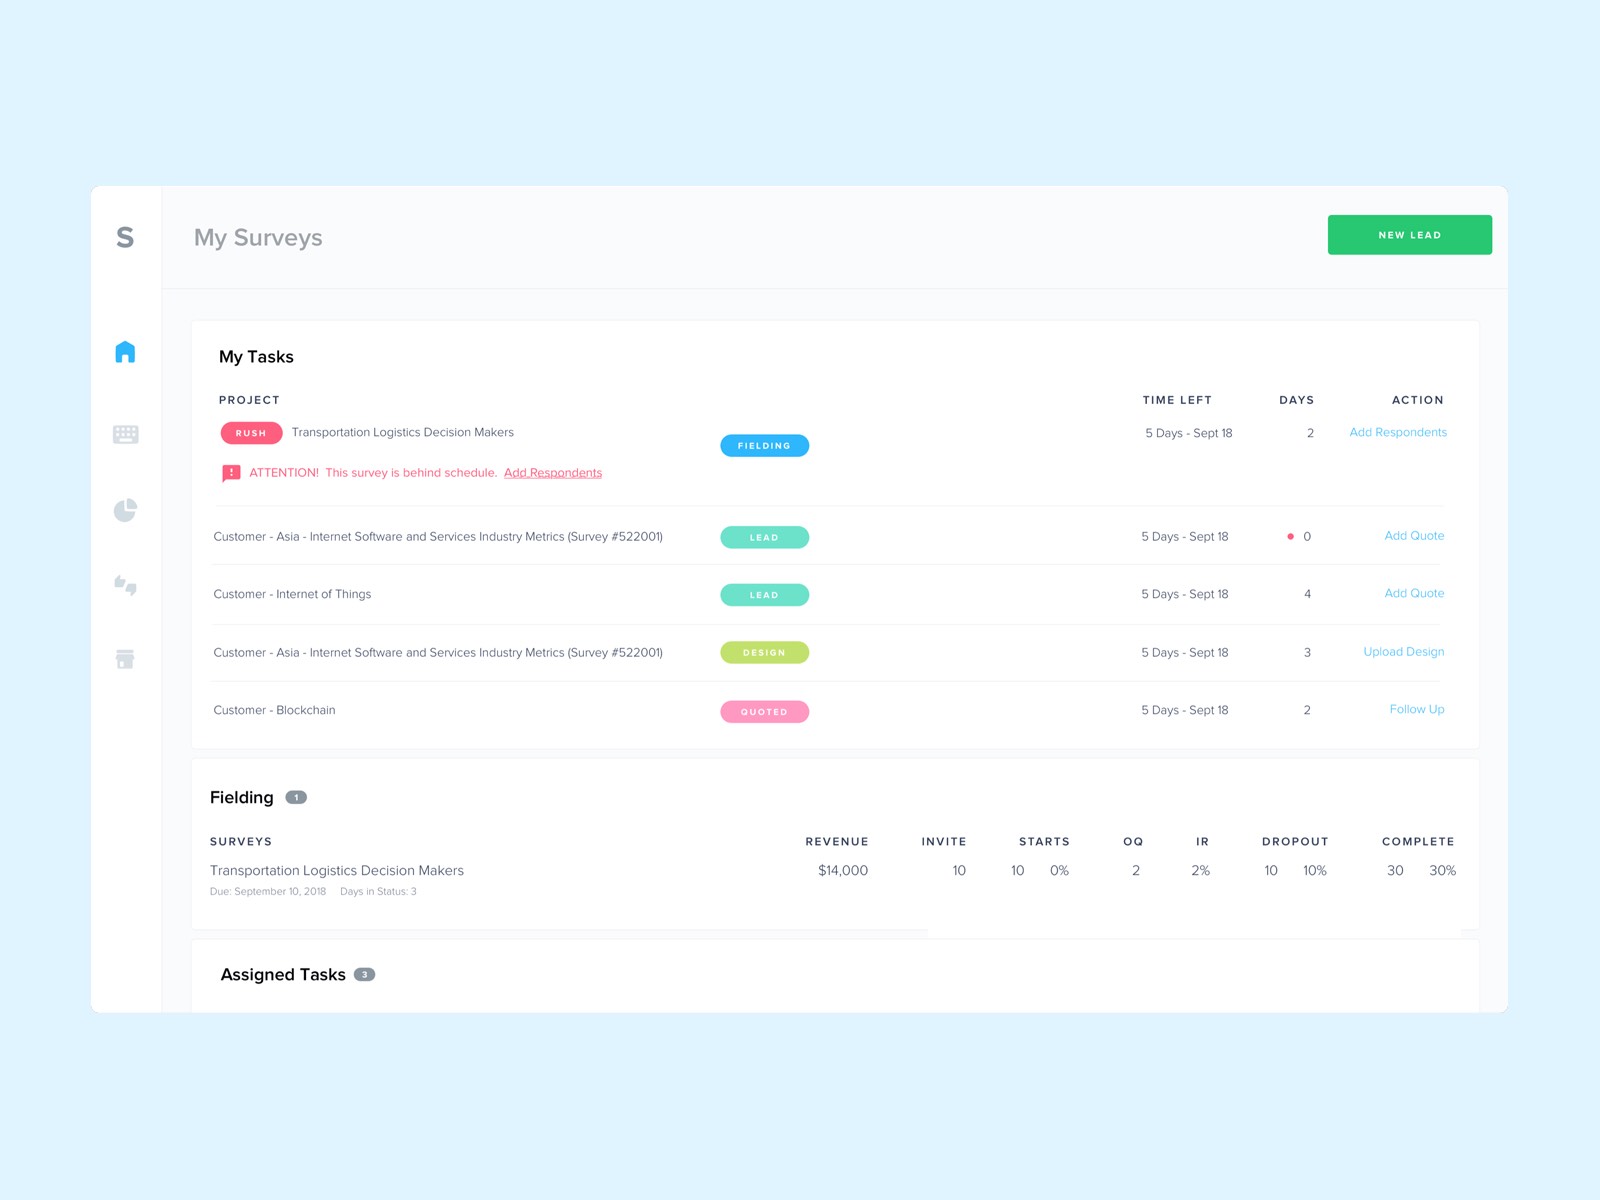 S
My Surveys
NEW LEAD
My Tasks
PROJECT TIME LEFT DAYS ACTION
RUSH Transportation Logistics Decision Makers FIELDING 5 Days - Sept 18 2 Add Respondents
ATTENTION! This survey is behind schedule. Add Respondents
Customer - Asia - Internet Software and Services Industry Metrics (Survey #522001) LEAD 5 Days - Sept 18 0 Add Quote
Customer - Internet of Things LEAD 5 Days - Sept 18 4 Add Quote
Customer - Asia - Internet Software and Services Industry Metrics (Survey #522001) DESIGN 5 Days - Sept 18 3 Upload Design
Customer - Blockchain QUOTED 5 Days - Sept 18 2 Follow Up
Fielding 1
SURVEYS REVENUE INVITE STARTS OQ IR DROPOUT COMPLETE
Transportation Logistics Decision Makers $14,000 10 10 0% 2 2% 10 10% 30 30%
Due: September 10, 2018 Days in Status: 3
Assigned Tasks 3